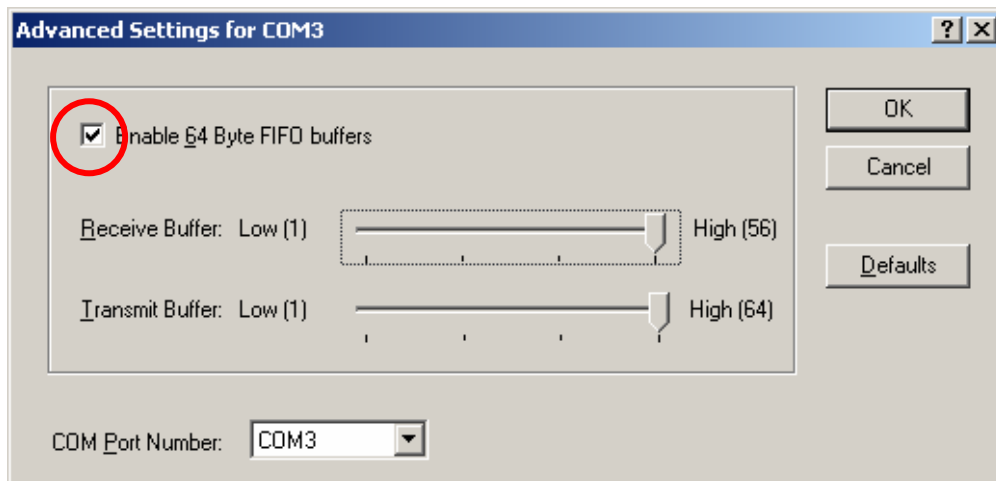 Advanced Settings for COM3
Enable 64 Byte FIFO buffers
OK
Cancel
Receive Buffer: Low (1) High (56)
Defaults
Transmit Buffer: Low (1) High (64)
COM Port Number: COM3